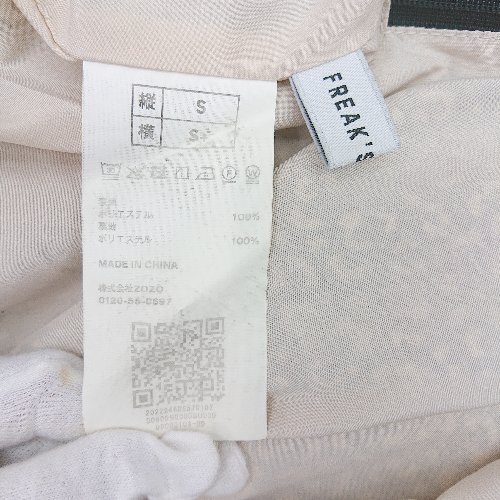 縦 S
横 S
表地
ポリエステル 100%
裏地
ポリエステル 100%
MADE IN CHINA
株式会社ZOZO
0120-55-0697
FREAK'S